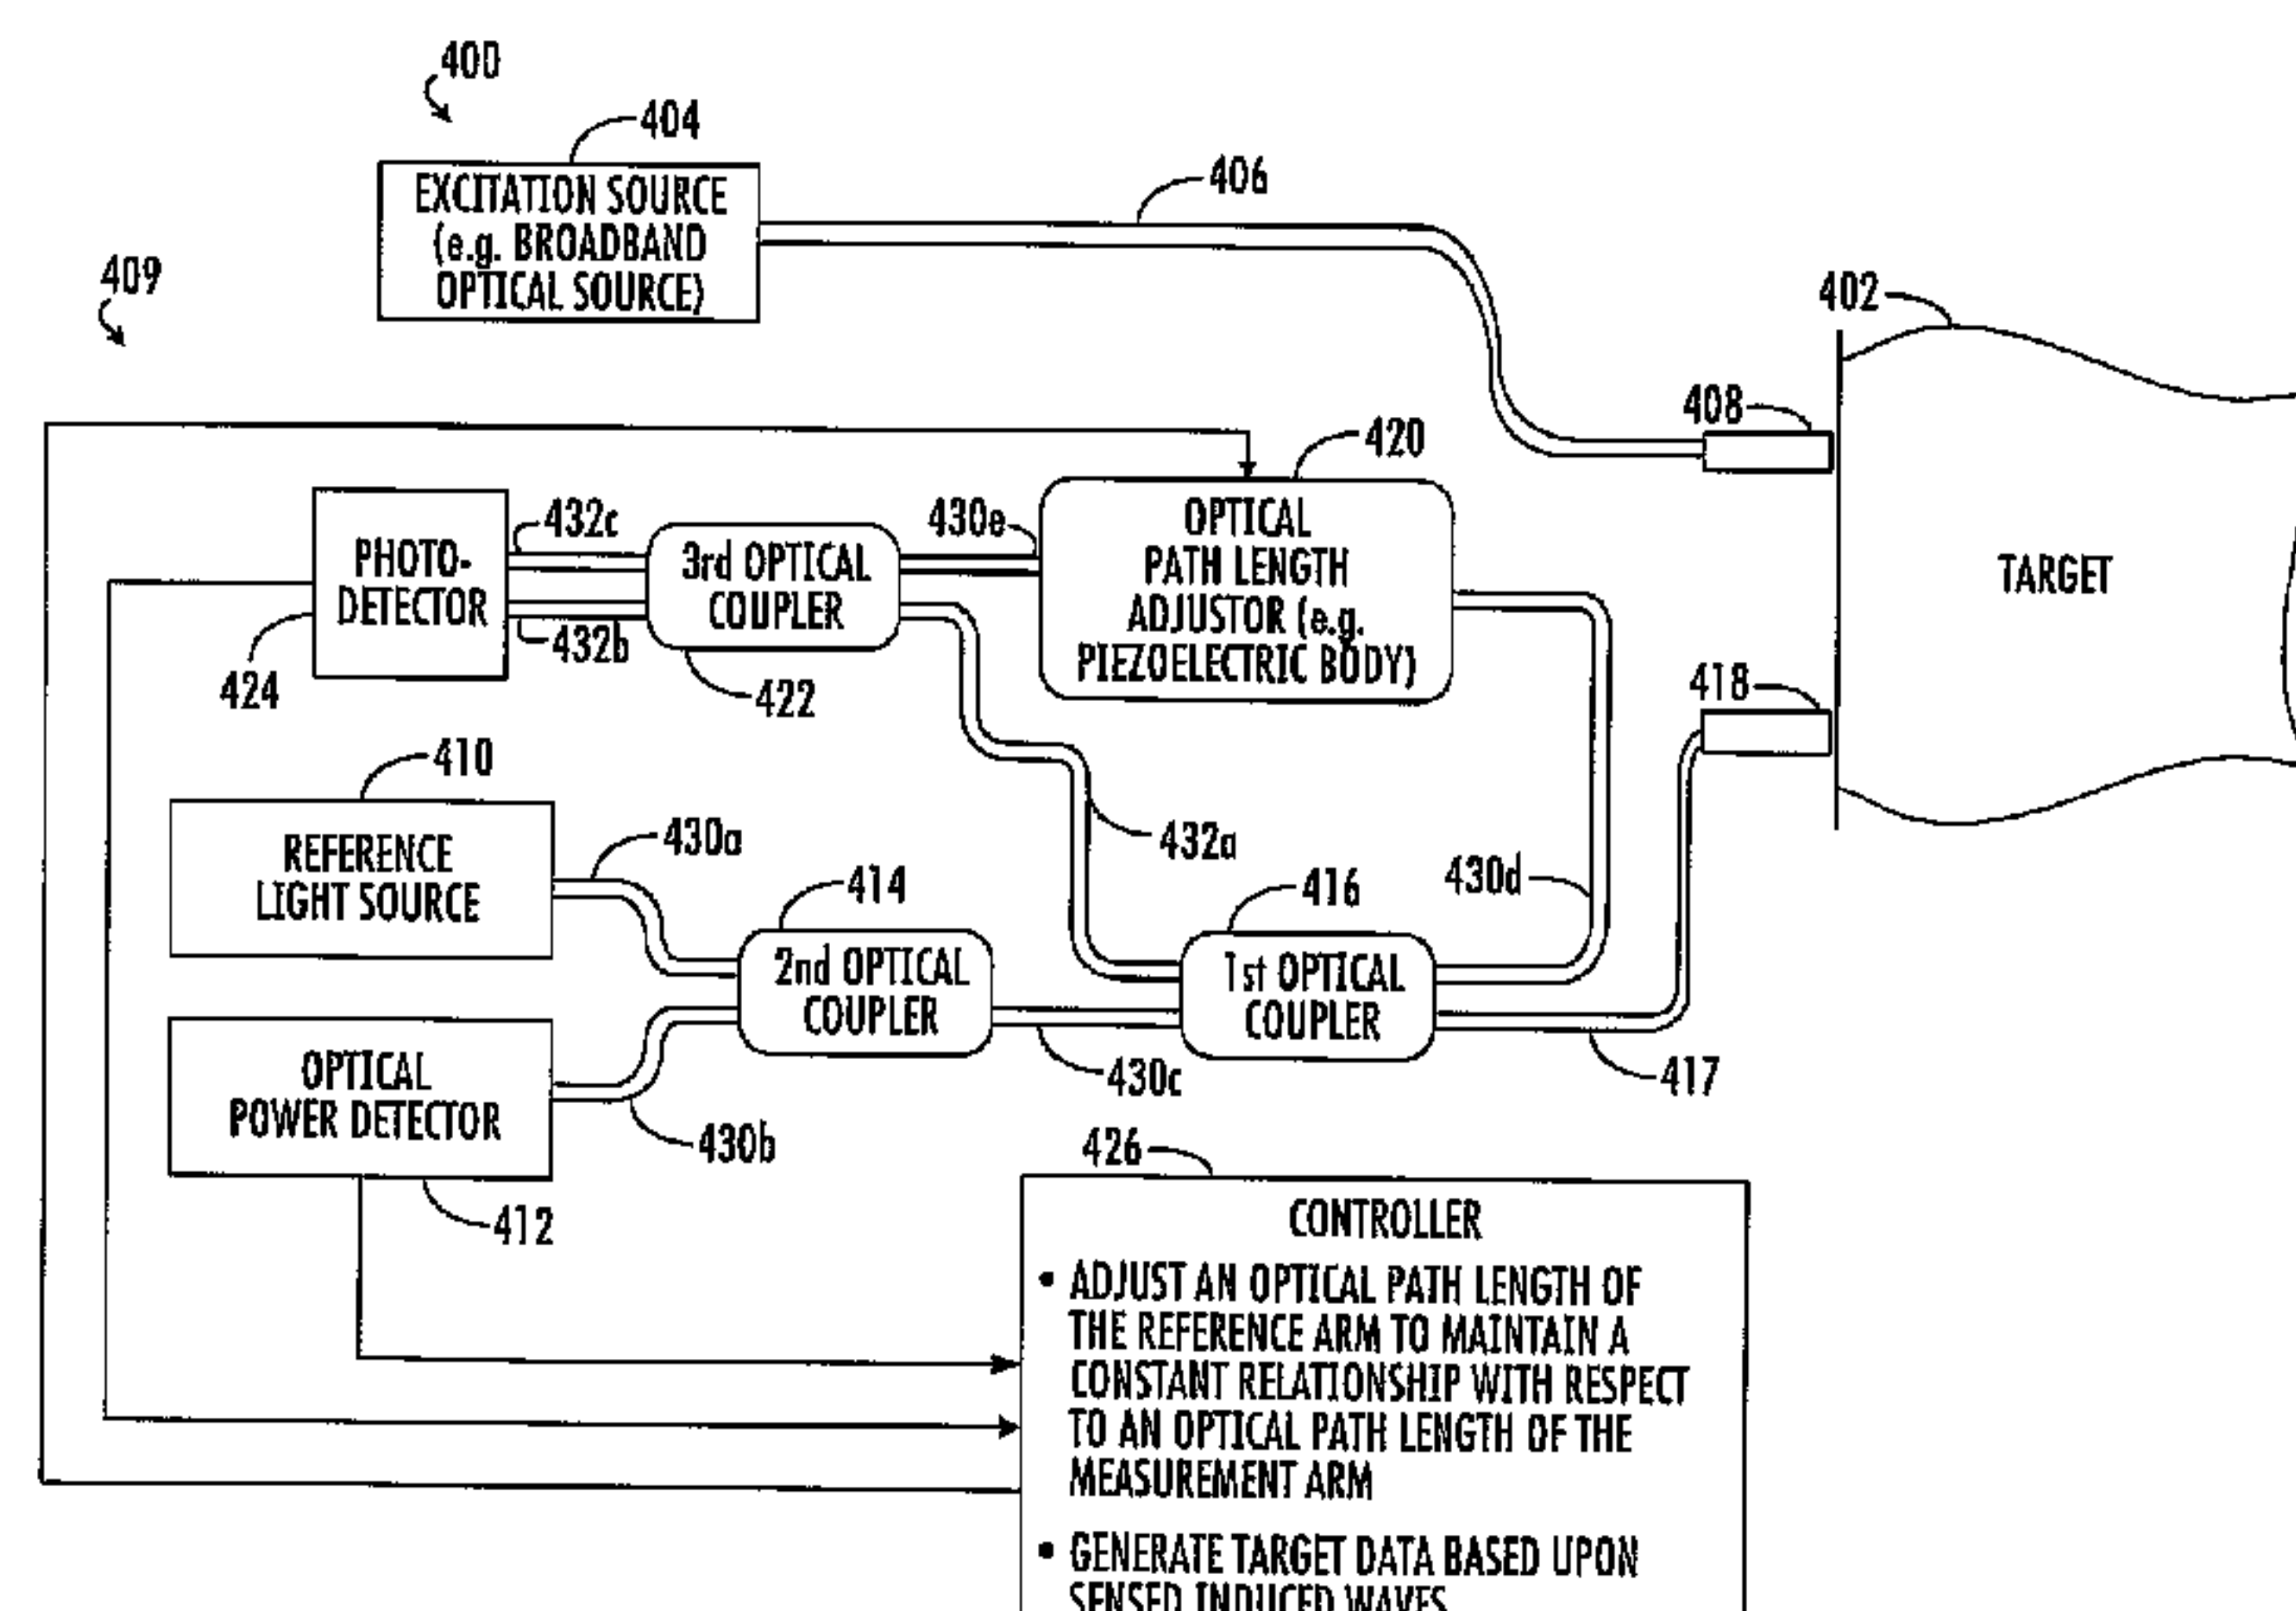 400
404
EXCITATION SOURCE
(e.g. BROADBAND
OPTICAL SOURCE)
406
409
402
408
420
OPTICAL
PATH LENGTH
ADJUSTOR (e.g.
PIEZOELECTRIC BODY)
TARGET
432c
430e
PHOTO-
DETECTOR
3rd OPTICAL
COUPLER
432b
424
422
418
410
REFERENCE
LIGHT SOURCE
430a
432a
414
416
430d
2nd OPTICAL
COUPLER
1st OPTICAL
COUPLER
OPTICAL
POWER DETECTOR
430c
417
430b
412
426
CONTROLLER
• ADJUST AN OPTICAL PATH LENGTH OF
THE REFERENCE ARM TO MAINTAIN A
CONSTANT RELATIONSHIP WITH RESPECT
TO AN OPTICAL PATH LENGTH OF THE
MEASUREMENT ARM
• GENERATE TARGET DATA BASED UPON
SENSED INDUCED WAVES